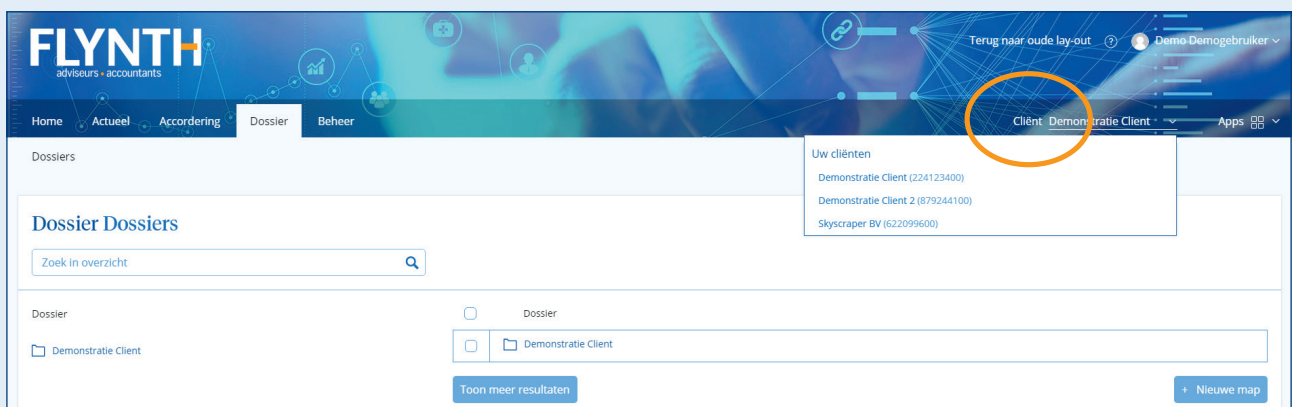 FLYNTH
adviseurs • accountants
Terug naar oude lay-out ? Demo Demogebruiker
Home Actueel Accordering Dossier Beheer Cliënt Demonstratie Client Apps
Dossiers
Uw cliënten
Demonstratie Client (224123400)
Demonstratie Client 2 (879244100)
Skyscraper BV (622099600)
Dossier Dossiers
Zoek in overzicht
Dossier Dossier
Demonstratie Client Demonstratie Client
Toon meer resultaten + Nieuwe map